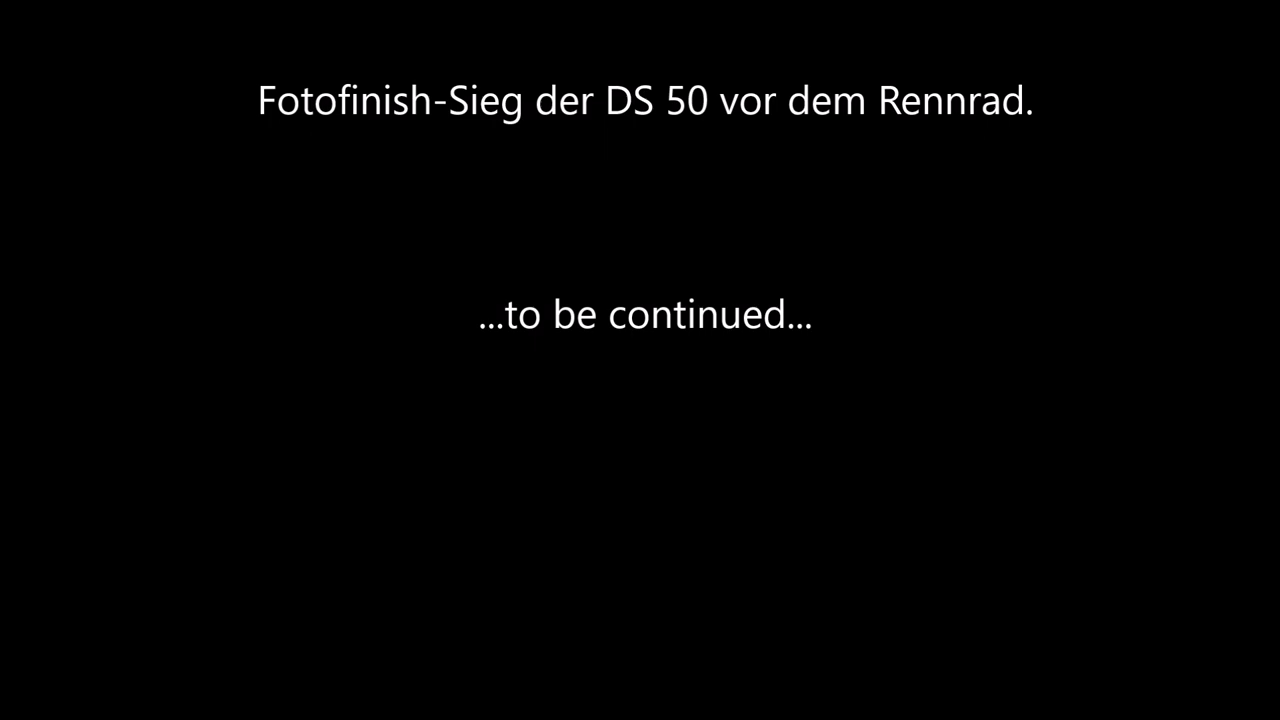 Fotofinish-Sieg der DS 50 vor dem Rennrad.
...to be continued...